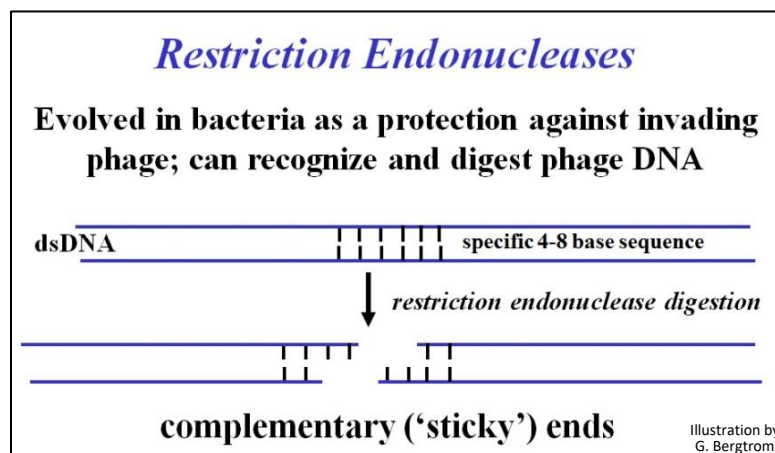 Restriction Endonucleases
Evolved in bacteria as a protection against invading
phage; can recognize and digest phage DNA
dsDNA
specific 4-8 base sequence
restriction endonuclease digestion
complementary (‘sticky’) ends
Illustration by
G. Bergtrom